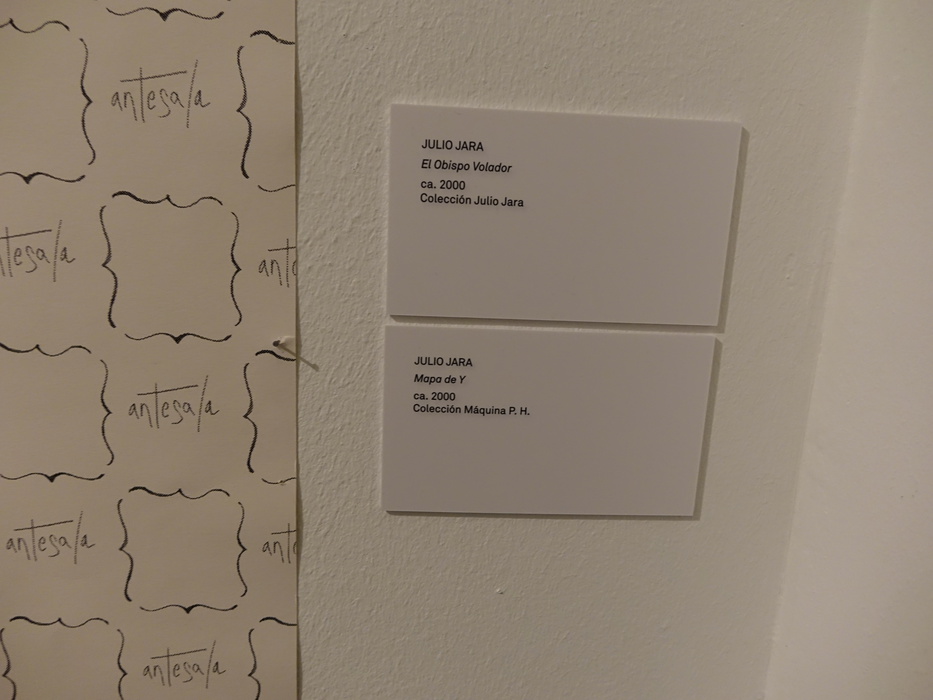 antesala
antesala
antesala
antesala
antesala
JULIO JARA
El Obispo Volador
ca. 2000
Colección Julio Jara
JULIO JARA
Mapa de Y
ca. 2000
Colección Máquina P. H.